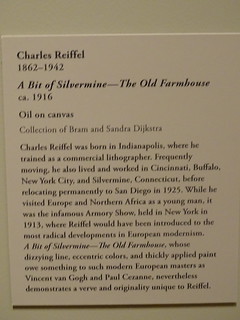 Charles Reiffel
1862–1942
A Bit of Silvermine—The Old Farmhouse
ca. 1916
Oil on canvas
Collection of Bram and Sandra Dijkstra
Charles Reiffel was born in Indianapolis, where he
trained as a commercial lithographer. Frequently
moving, he also lived and worked in Cincinnati, Buffalo,
New York City, and Silvermine, Connecticut, before
relocating permanently to San Diego in 1925. While he
visited Europe and Northern Africa as a young man, it
was the infamous Armory Show, held in New York in
1913, where Reiffel would have been introduced to the
most radical developments in European modernism.
A Bit of Silvermine—The Old Farmhouse, whose
dizzying line, eccentric colors, and thickly applied paint
owe something to such modern European masters as
Vincent van Gogh and Paul Cezanne, nevertheless
demonstrates a verve and originality unique to Reiffel.